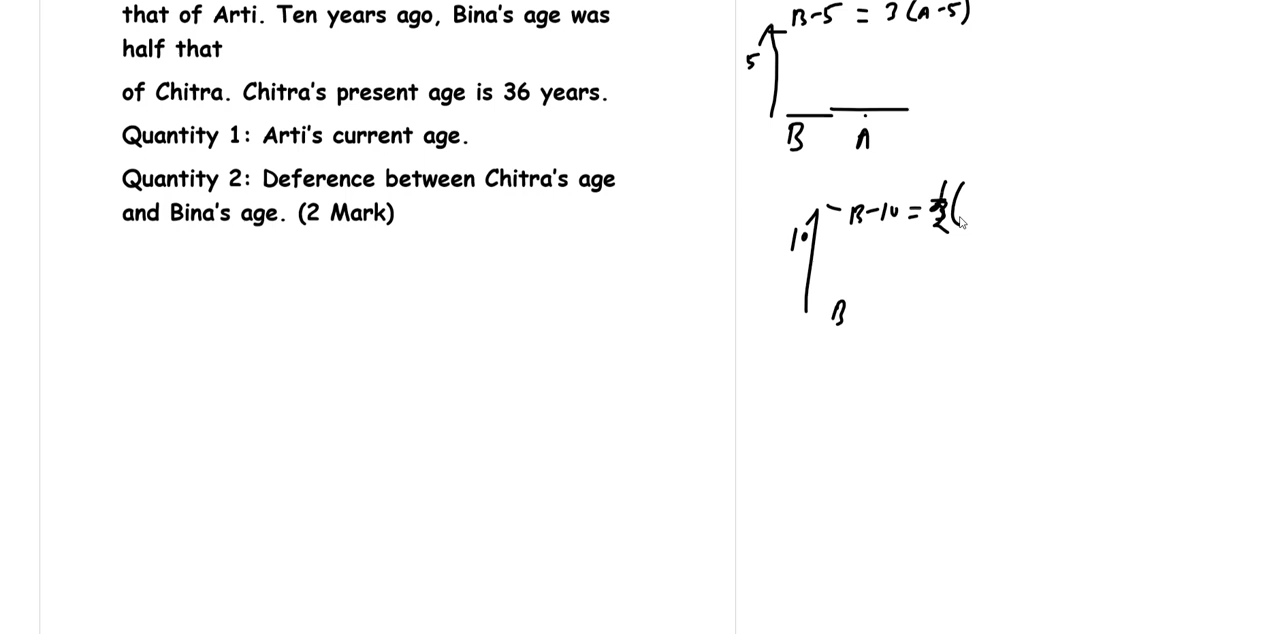 that of Arti. Ten years ago, Bina's age was
half that
of Chitra. Chitra's present age is 36 years.
Quantity 1: Arti's current age.
Quantity 2: Deference between Chitra's age
and Bina's age. (2 Mark)
B-5 = 3(A-5)
5
B A
B-10 = (
10
B